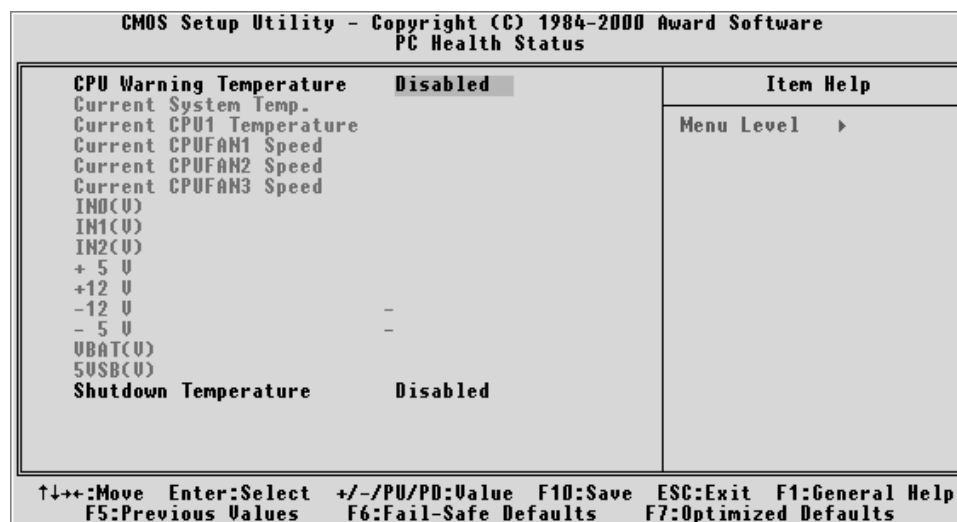 CMOS Setup Utility - Copyright (C) 1984-2000 Award Software
PC Health Status
CPU Warning Temperature Disabled
Current System Temp.
Current CPU1 Temperature
Current CPUFAN1 Speed
Current CPUFAN2 Speed
Current CPUFAN3 Speed
IN0(V)
IN1(V)
IN2(V)
+ 5 V
+12 V
-12 V -
- 5 V -
VBAT(V)
5VSB(V)
Shutdown Temperature Disabled
Item Help
Menu Level ▸
↑↓→←:Move Enter:Select +/-/PU/PD:Value F10:Save ESC:Exit F1:General Help
F5:Previous Values F6:Fail-Safe Defaults F7:Optimized Defaults